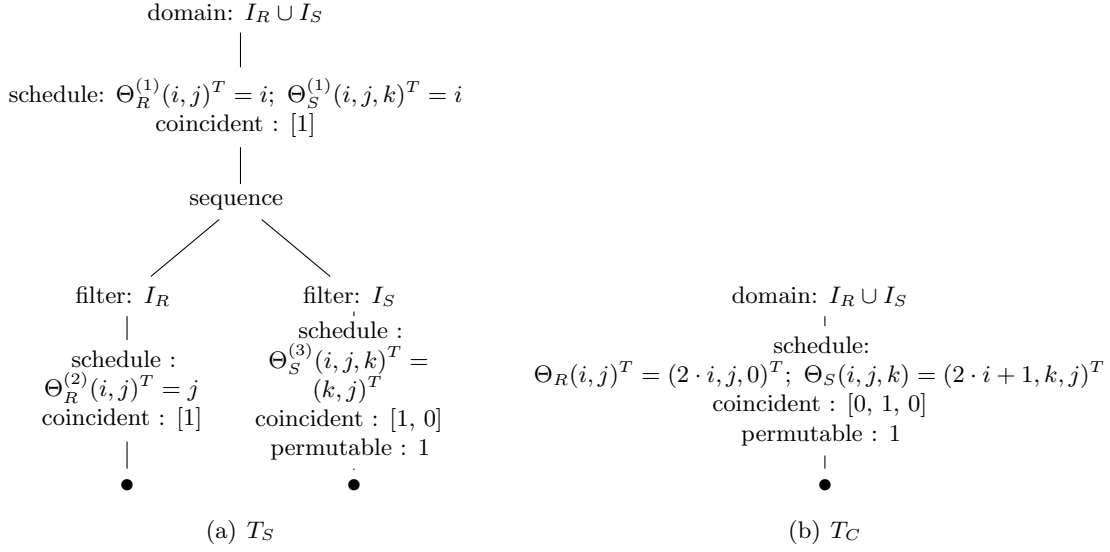 domain: I_R ∪ I_S
schedule: Θ_R^{(1)}(i, j)^T = i; Θ_S^{(1)}(i, j, k)^T = i
coincident : [1]
sequence
filter: I_R
schedule :
Θ_R^{(2)}(i, j)^T = j
coincident : [1]
filter: I_S
schedule :
Θ_S^{(3)}(i, j, k)^T =
(k, j)^T
coincident : [1, 0]
permutable : 1
(a) T_S
domain: I_R ∪ I_S
schedule:
Θ_R(i, j)^T = (2 · i, j, 0)^T; Θ_S(i, j, k) = (2 · i + 1, k, j)^T
coincident : [0, 1, 0]
permutable : 1
(b) T_C